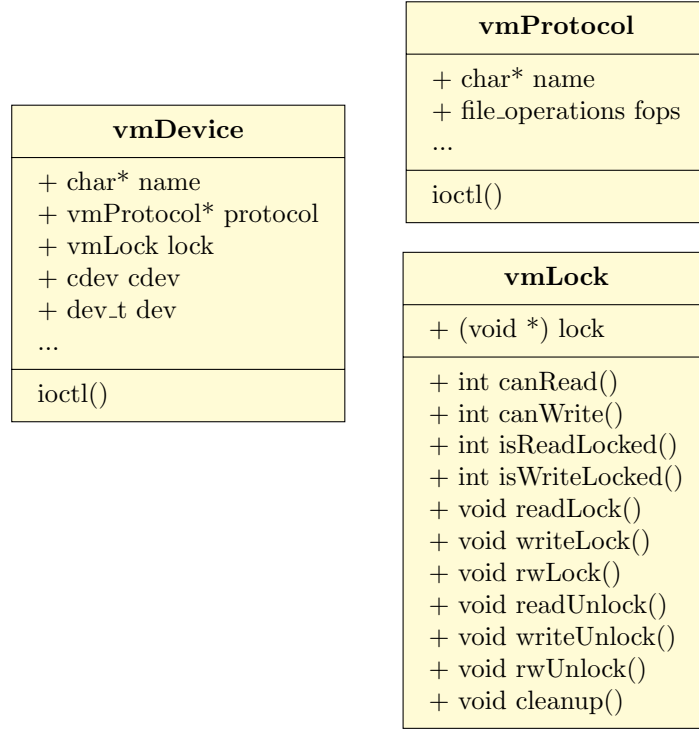 vmDevice
+ char* name
+ vmProtocol* protocol
+ vmLock lock
+ cdev cdev
+ dev_t dev
...
ioctl()
vmProtocol
+ char* name
+ file_operations fops
...
ioctl()
vmLock
+ (void *) lock
+ int canRead()
+ int canWrite()
+ int isReadLocked()
+ int isWriteLocked()
+ void readLock()
+ void writeLock()
+ void rwLock()
+ void readUnlock()
+ void writeUnlock()
+ void rwUnlock()
+ void cleanup()